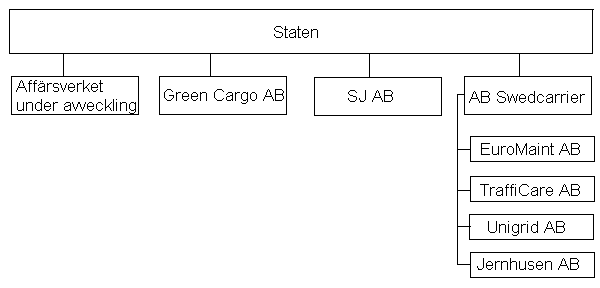 Staten
Affärsverket
under avveckling
Green Cargo AB
SJ AB
AB Swedcarrier
EuroMaint AB
TraffiCare AB
Unigrid AB
Jernhusen AB